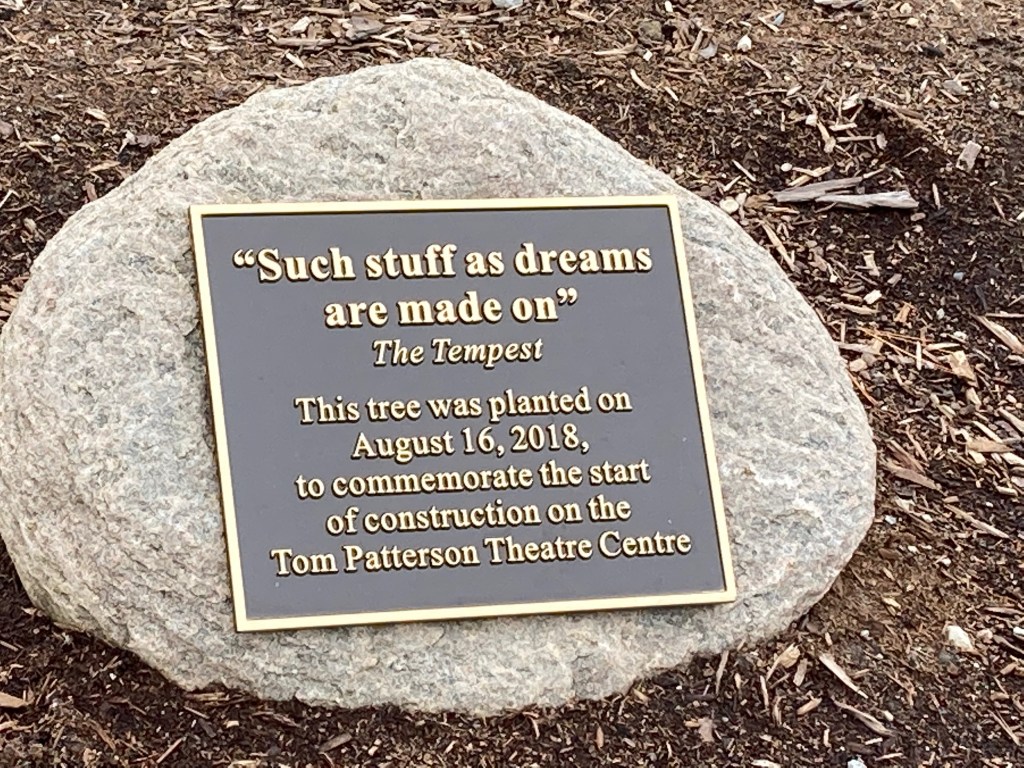 “Such stuff as dreams
are made on”
The Tempest
This tree was planted on
August 16, 2018,
to commemorate the start
of construction on the
Tom Patterson Theatre Centre